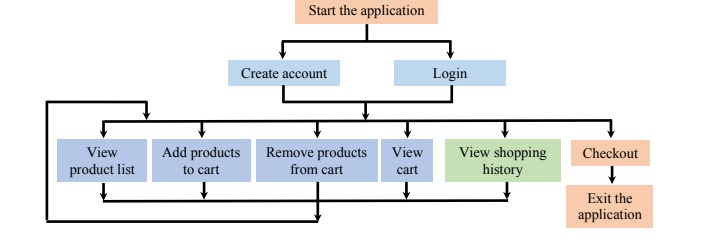 Start the application
Create account
Login
View
product list
Add products
to cart
Remove products
from cart
View
cart
View shopping
history
Checkout
Exit the
application